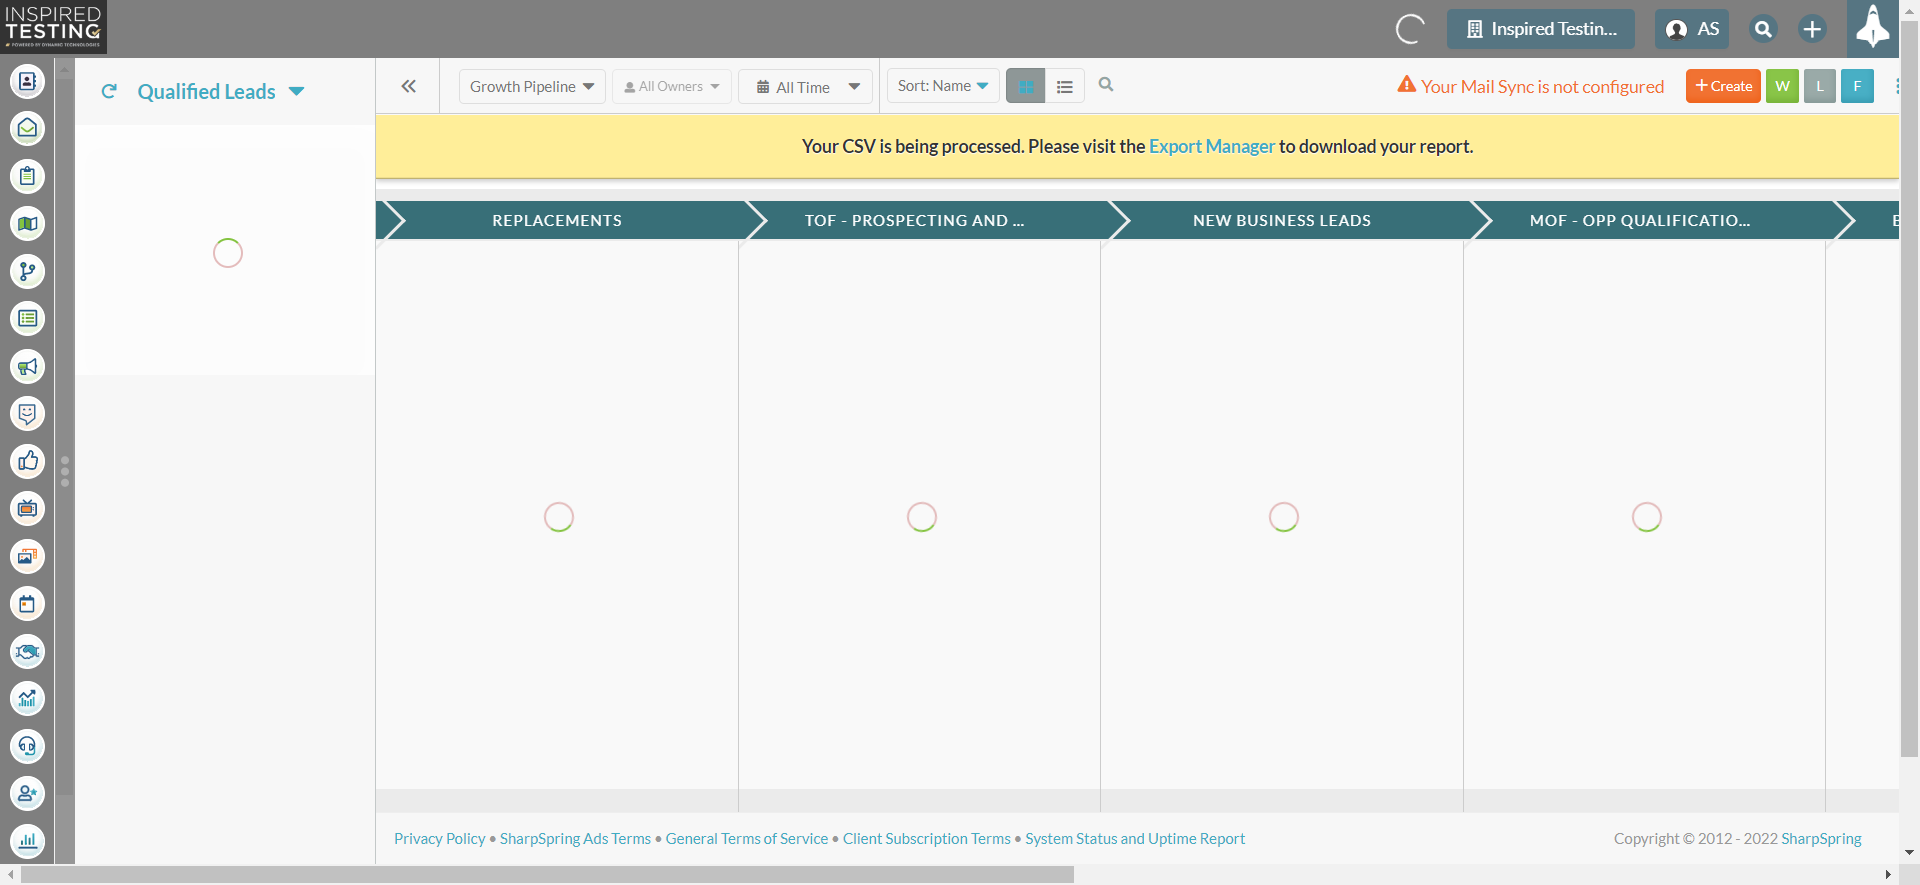 INSPIRED
TESTING
POWERED BY DYNAMIC TECHNOLOGIES
Inspired Testin...
AS
Qualified Leads
Growth Pipeline
All Owners
All Time
Sort: Name
Your Mail Sync is not configured
+ Create
W
L
F
Your CSV is being processed. Please visit the Export Manager to download your report.
REPLACEMENTS
TOF - PROSPECTING AND ...
NEW BUSINESS LEADS
MOF - OPP QUALIFICATIO...
Privacy Policy • SharpSpring Ads Terms • General Terms of Service • Client Subscription Terms • System Status and Uptime Report
Copyright © 2012 - 2022 SharpSpring